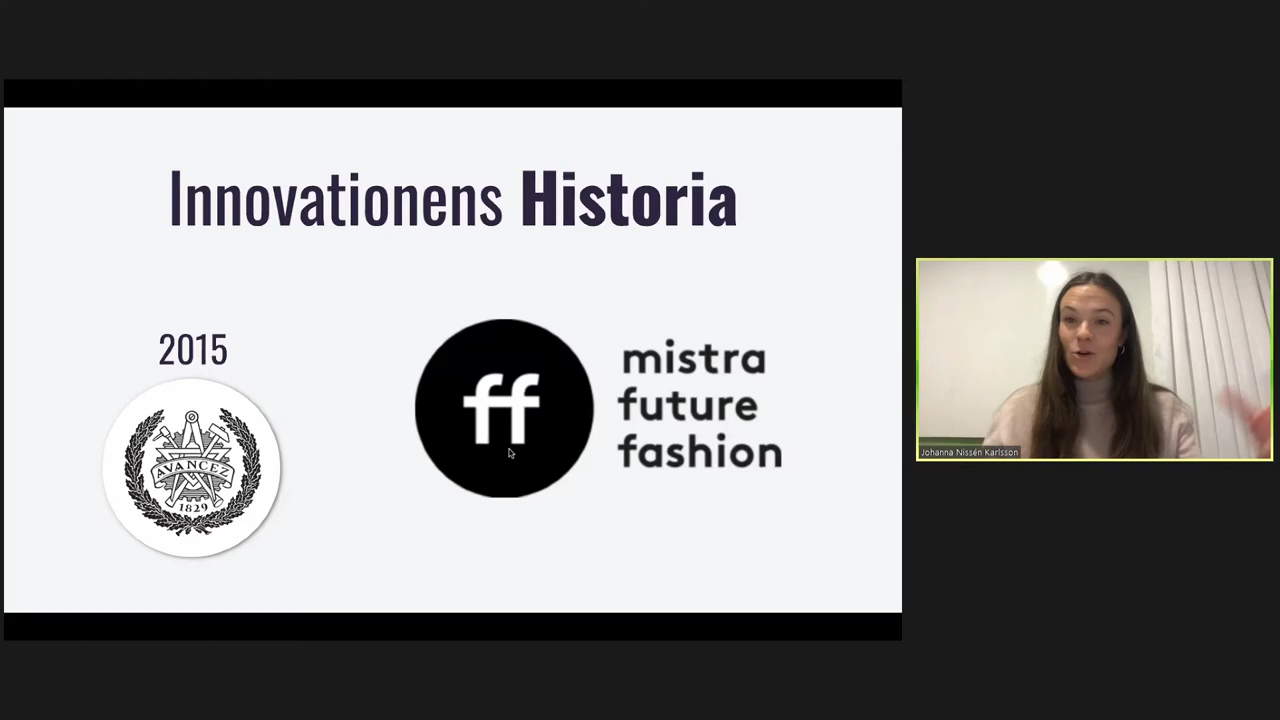 Innovationens Historia
2015
AVANCEZ
1829
ff
mistra
future
fashion
Johanna Nissén Karlsson